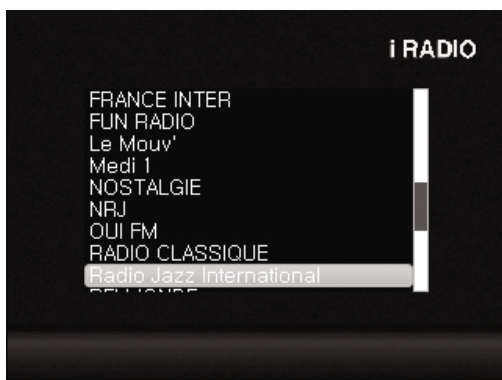 i RADIO
FRANCE INTER
FUN RADIO
Le Mouv'
Medi 1
NOSTALGIE
NRJ
OUI FM
RADIO CLASSIQUE
Radio Jazz International